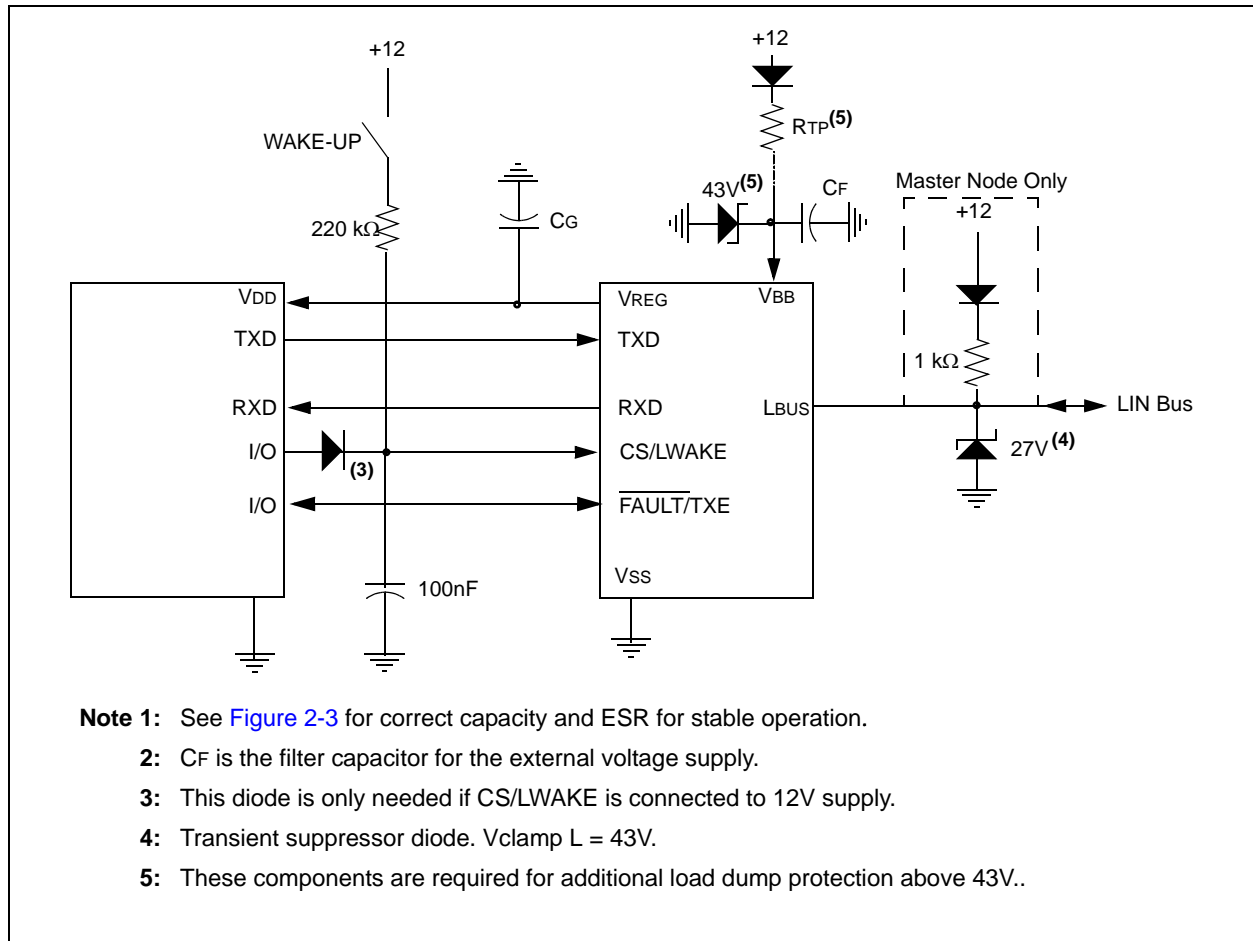 +12
+12
WAKE-UP
RTP(5)
43V(5)
CF
Master Node Only
+12
220 kΩ
CG
VDD
VREG
VBB
TXD
TXD
1 kΩ
RXD
RXD
LBUS
LIN Bus
I/O
(3)
CS/LWAKE
27V(4)
I/O
FAULT/TXE
100nF
VSS
Note 1: See Figure 2-3 for correct capacity and ESR for stable operation.
2: CF is the filter capacitor for the external voltage supply.
3: This diode is only needed if CS/LWAKE is connected to 12V supply.
4: Transient suppressor diode. Vclamp L = 43V.
5: These components are required for additional load dump protection above 43V..